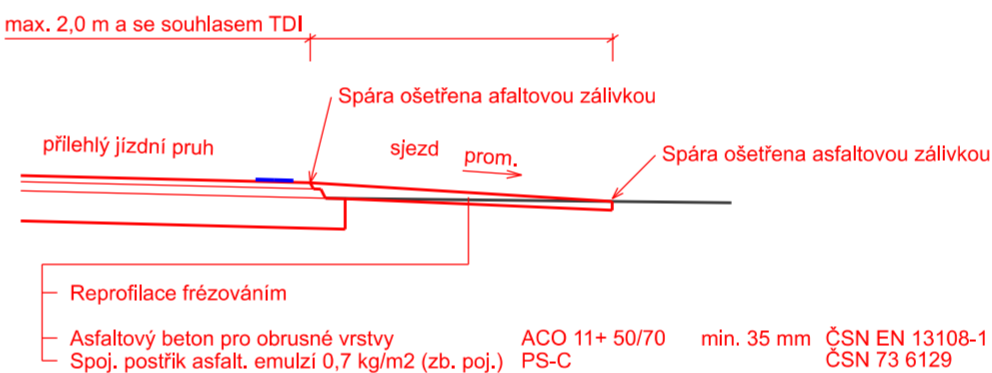 max. 2,0 m a se souhlasem TDI
Spára ošetřena afaltovou zálivkou
přilehlý jízdní pruh
sjezd
prom.
Spára ošetřena asfaltovou zálivkou
Reprofilace frézováním
Asfaltový beton pro obrusné vrstvy ACO 11+ 50/70 min. 35 mm ČSN EN 13108-1
Spoj. postřik asfalt. emulzí 0,7 kg/m2 (zb. poj.) PS-C ČSN 73 6129